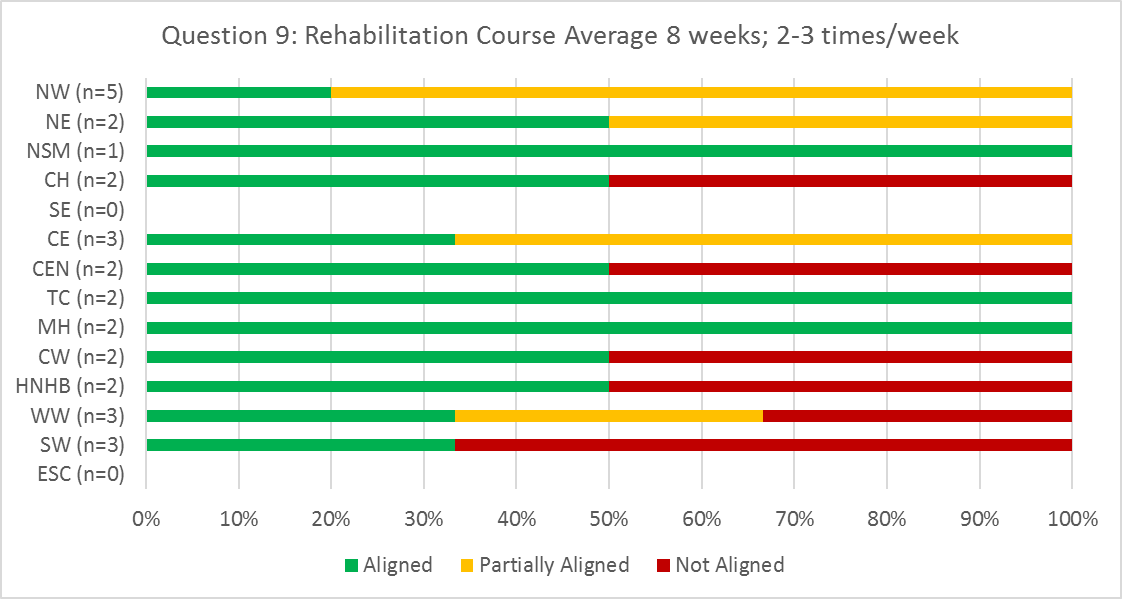 Question 9: Rehabilitation Course Average 8 weeks; 2-3 times/week
NW (n=5)
NE (n=2)
NSM (n=1)
CH (n=2)
SE (n=0)
CE (n=3)
CEN (n=2)
TC (n=2)
MH (n=2)
CW (n=2)
HNHB (n=2)
WW (n=3)
SW (n=3)
ESC (n=0)
0% 10% 20% 30% 40% 50% 60% 70% 80% 90% 100%
Aligned Partially Aligned Not Aligned